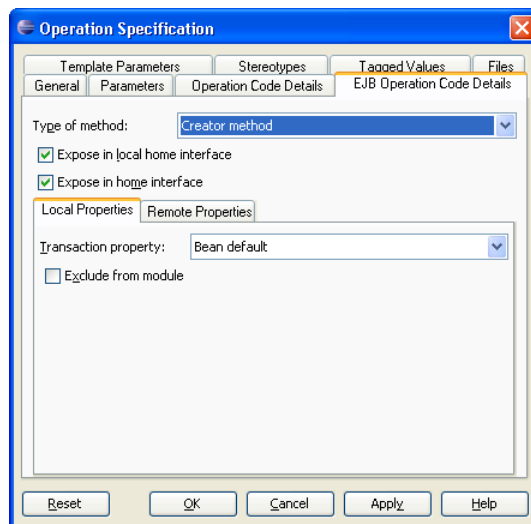 Operation Specification
Template Parameters Stereotypes Tagged Values Files
General Parameters Operation Code Details EJB Operation Code Details
Type of method: Creator method
Expose in local home interface
Expose in home interface
Local Properties Remote Properties
Transaction property: Bean default
Exclude from module
Reset OK Cancel Apply Help